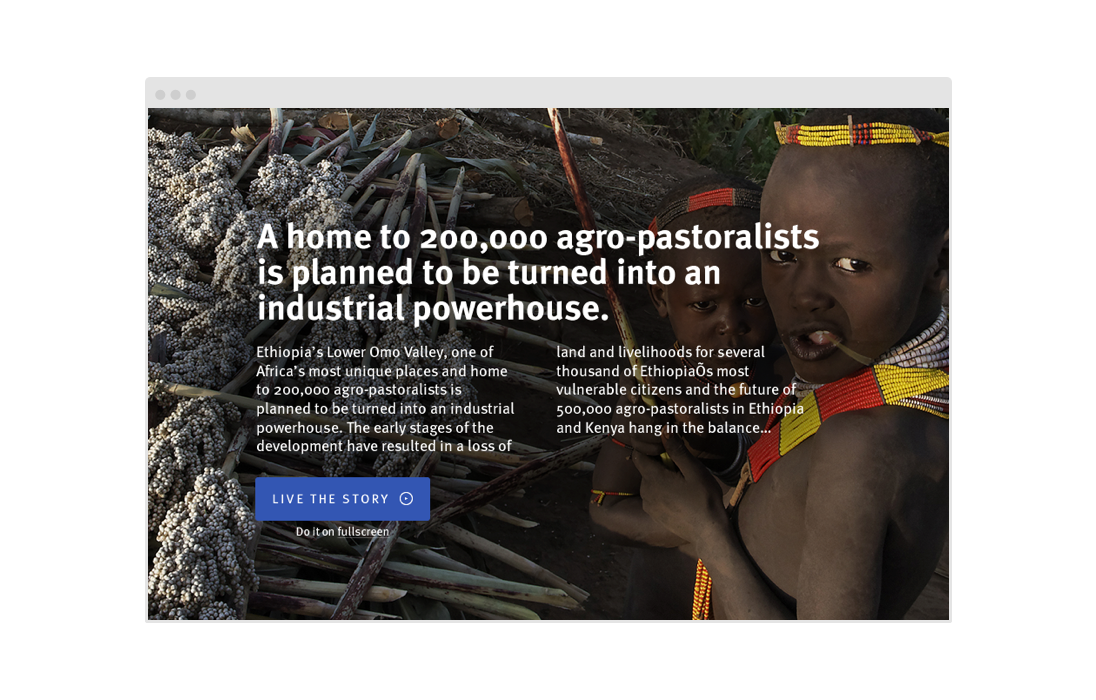 A home to 200,000 agro-pastoralists
is planned to be turned into an
industrial powerhouse.
Ethiopia's Lower Omo Valley, one of
Africa's most unique places and home
to 200,000 agro-pastoralists is
planned to be turned into an industrial
powerhouse. The early stages of the
development have resulted in a loss of
land and livelihoods for several
thousand of EthiopiaÕs most
vulnerable citizens and the future of
500,000 agro-pastoralists in Ethiopia
and Kenya hang in the balance...
LIVE THE STORY
Do it on fullscreen